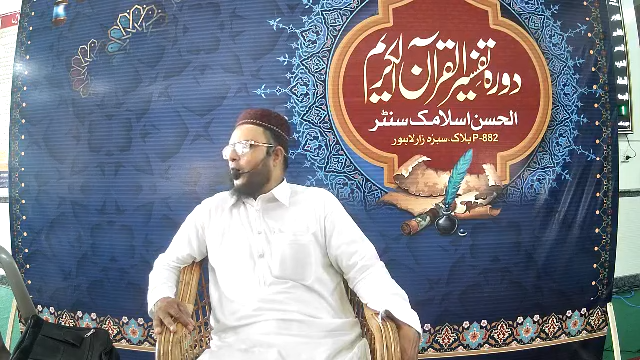 دورہ تفسیر القرآن الکریم
الحسن اسلامک سنٹر
882-P بلاک، سبزہ زار لاہور